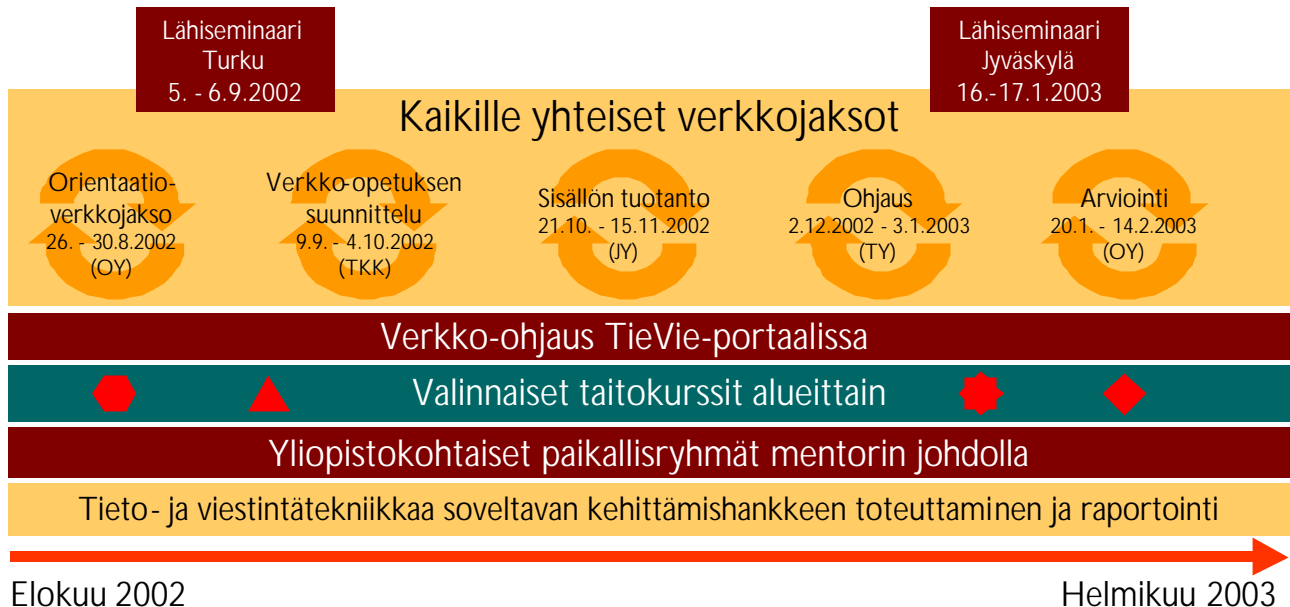 Lähiseminaari
Turku
5. - 6.9.2002
Lähiseminaari
Jyväskylä
16.-17.1.2003
Kaikille yhteiset verkkojaksot
Orientaatio-
verkkojakso
26. - 30.8.2002
(OY)
Verkko-opetuksen
suunnittelu
9.9. - 4.10.2002
(TKK)
Sisällön tuotanto
21.10. - 15.11.2002
(JY)
Ohjaus
2.12.2002 - 3.1.2003
(TY)
Arviointi
20.1. - 14.2.2003
(OY)
Verkko-ohjaus TieVie-portaalissa
Valinnaiset taitokurssit alueittain
Yliopistokohtaiset paikallisryhmät mentorin johdolla
Tieto- ja viestintätekniikkaa soveltavan kehittämishankkeen toteuttaminen ja raportointi
Elokuu 2002
Helmikuu 2003